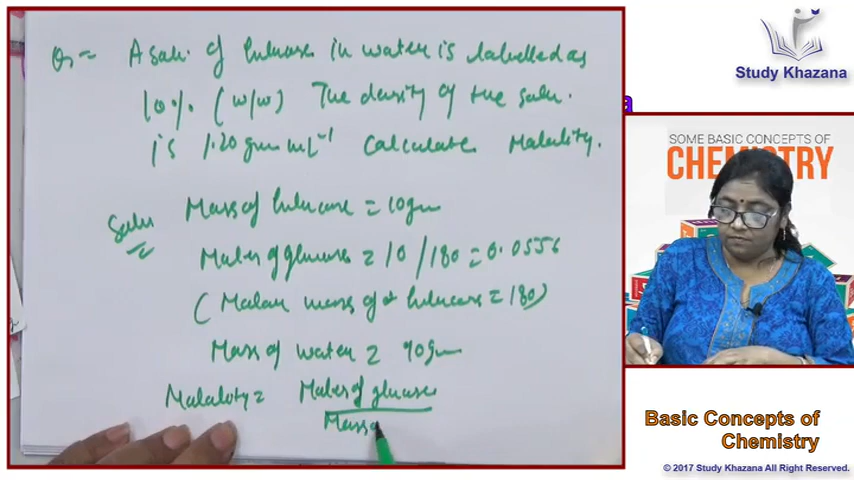 Qs = A soln. of glucose in water is labelled as
10% (w/w) The density of the soln.
is 1.20 gm mL⁻¹ calculate Molality.
Soln Mass of glucose = 10gm
Moles of glucose = 10/180 = 0.0556
(Molar mass of glucose = 180)
Mass of water = 90gm
Molality = Moles of glucose
Mass
Study Khazana
a
SOME BASIC CONCEPTS OF
CHEMISTRY
Basic Concepts of
Chemistry
© 2017 Study Khazana All Right Reserved.